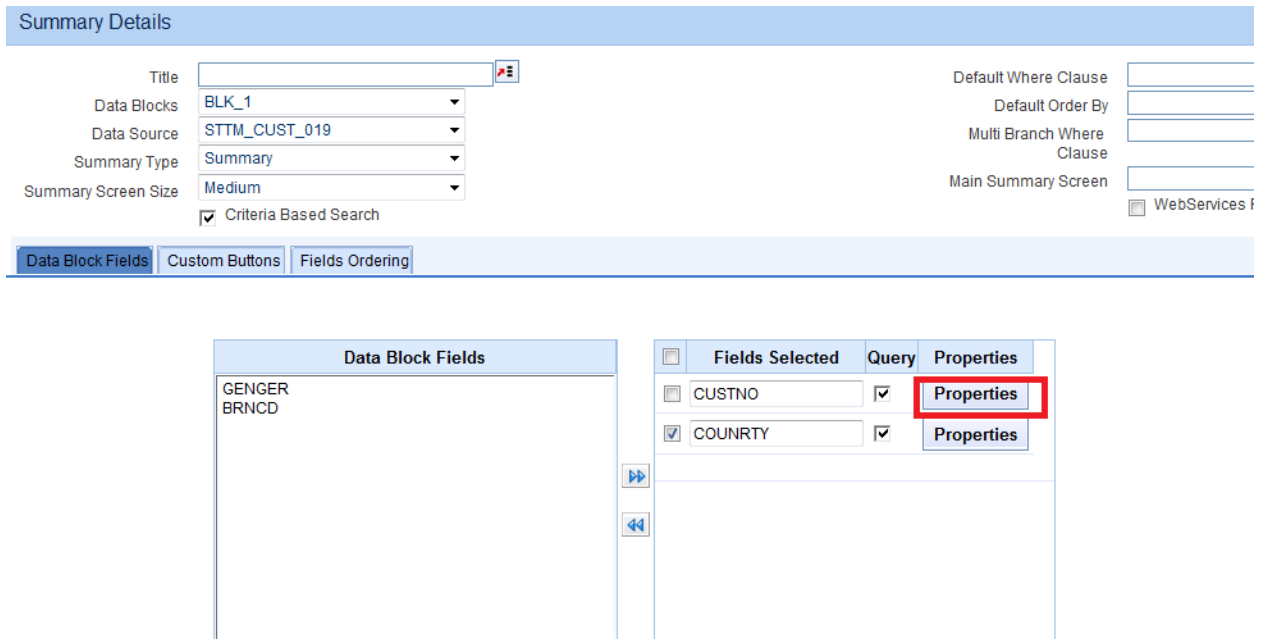 Summary Details
Title
Data Blocks BLK_1
Data Source STTM_CUST_019
Summary Type Summary
Summary Screen Size Medium
Criteria Based Search
Default Where Clause
Default Order By
Multi Branch Where
Clause
Main Summary Screen
WebServices
Data Block Fields Custom Buttons Fields Ordering
Data Block Fields
GENGER
BRNCD
Fields Selected Query Properties
CUSTNO Properties
COUNRTY Properties